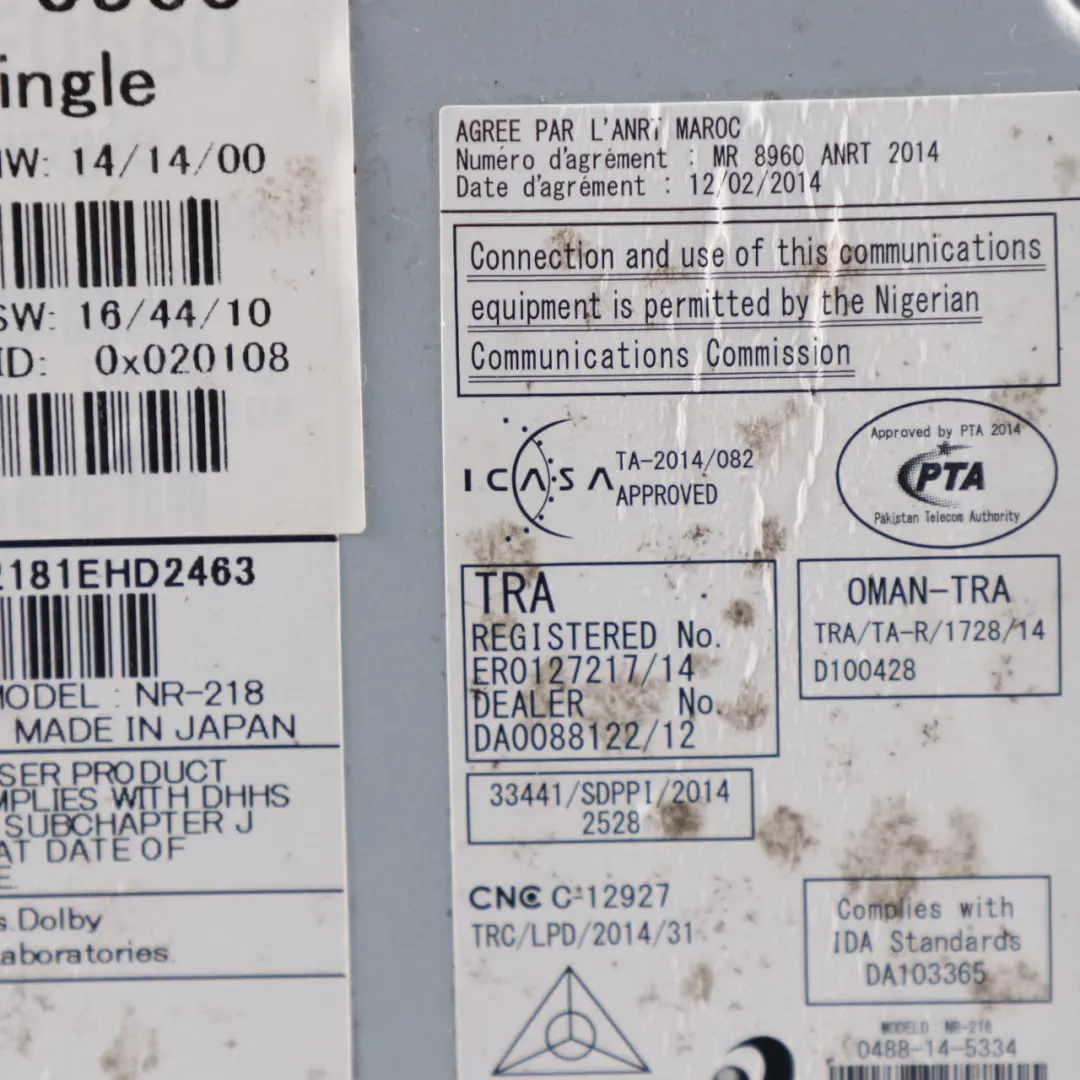 ingle
HW: 14/14/00
SW: 16/44/10
ID: 0x020108
2181EHD2463
MODEL : NR-218
MADE IN JAPAN
SER PRODUCT
MPLIES WITH DHHS
SUBCHAPTER J
AT DATE OF
E
s.Dolby
aboratories.
AGREE PAR L'ANRT MAROC
Numéro d'agrément : MR 8960 ANRT 2014
Date d'agrément : 12/02/2014
Connection and use of this communications
equipment is permitted by the Nigerian
Communications Commission
ICASA
TA-2014/082
APPROVED
Approved by PTA 2014
PTA
Pakistan Telecom Authority
TRA
REGISTERED No.
ER0127217/14
DEALER No.
DA0088122/12
OMAN-TRA
TRA/TA-R/1728/14
D100428
33441/SDPPI/2014
2528
CNC C-12927
TRC/LPD/2014/31
Complies with
IDA Standards
DA103365
MODELO : NR-218
0488-14-5334